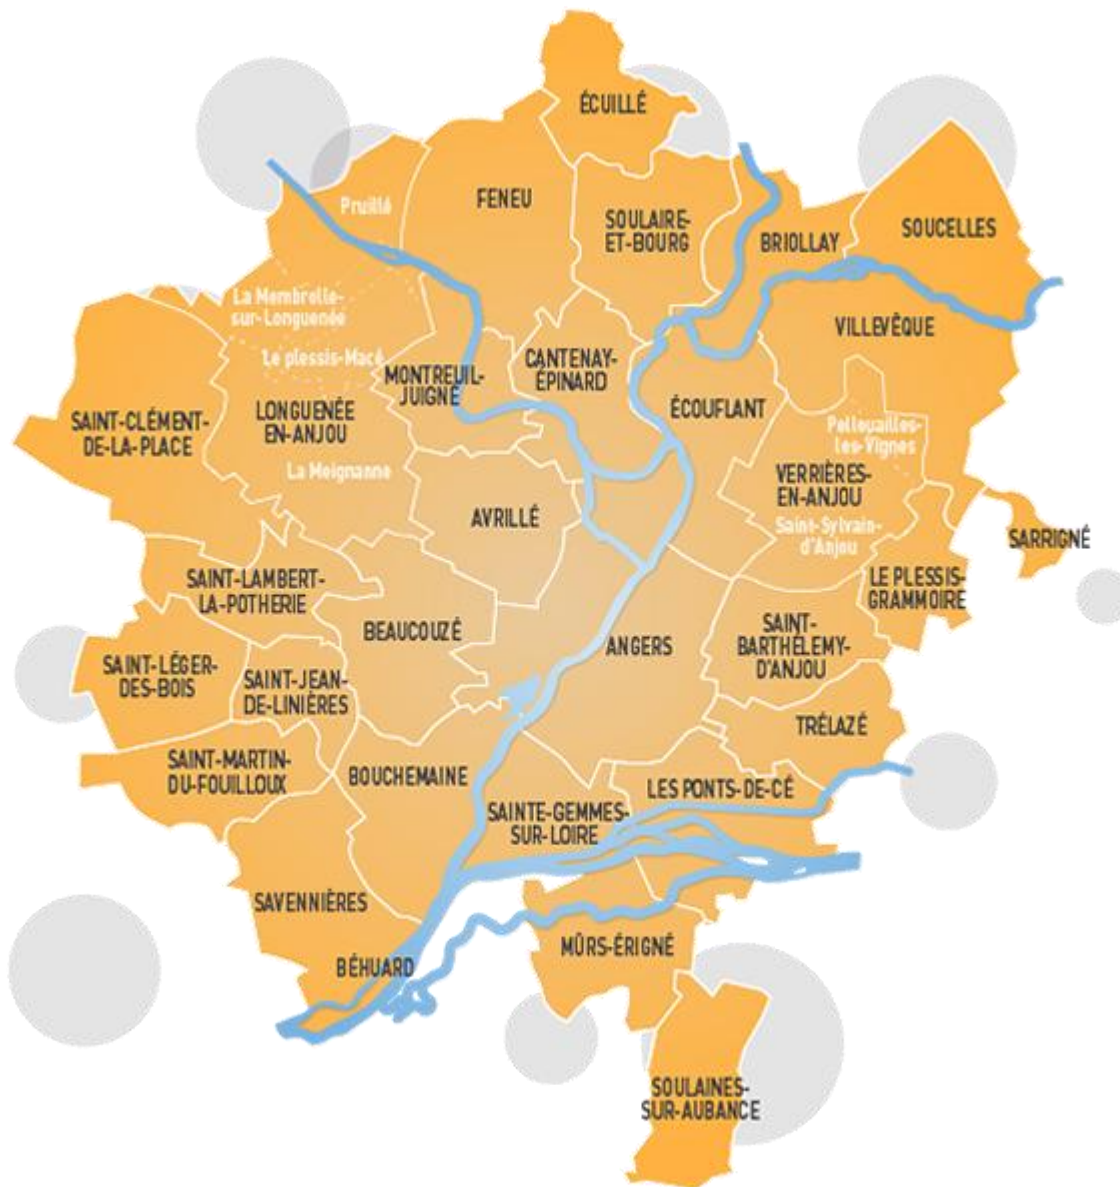 ÉCUILLÉ
FENEU
Pruillé
SOULAIRE-
ET-BOURG
BRIOLLAY
SOUCELLES
La Membrolle-
sur-Longuenée
VILLEVÊQUE
Le plessis-Macé
MONTREUIL-
JUIGNÉ
CANTENAY-
ÉPINARD
ÉCOUFLANT
SAINT-CLÉMENT-
DE-LA-PLACE
LONGUENÉE
EN-ANJOU
Pellouailles-
les-Vignes
La Meignanne
VERRIÈRES-
EN-ANJOU
AVRILLÉ
Saint-Sylvain-
d'Anjou
SARRIGNÉ
SAINT-LAMBERT-
LA-POTHERIE
LE PLESSIS-
GRAMMOIRE
BEAUCOUZÉ
ANGERS
SAINT-
BARTHÉLEMY-
D'ANJOU
SAINT-LÉGER-
DES-BOIS
SAINT-JEAN-
DE-LINIÈRES
TRÉLAZÉ
SAINT-MARTIN-
DU-FOUILLOUX
BOUCHEMAINE
LES PONTS-DE-CÉ
SAINTE-GEMMES-
SUR-LOIRE
SAVENNIÈRES
MÛRS-ÉRIGNÉ
BÉHUARD
SOULAINES-
SUR-AUBANCE